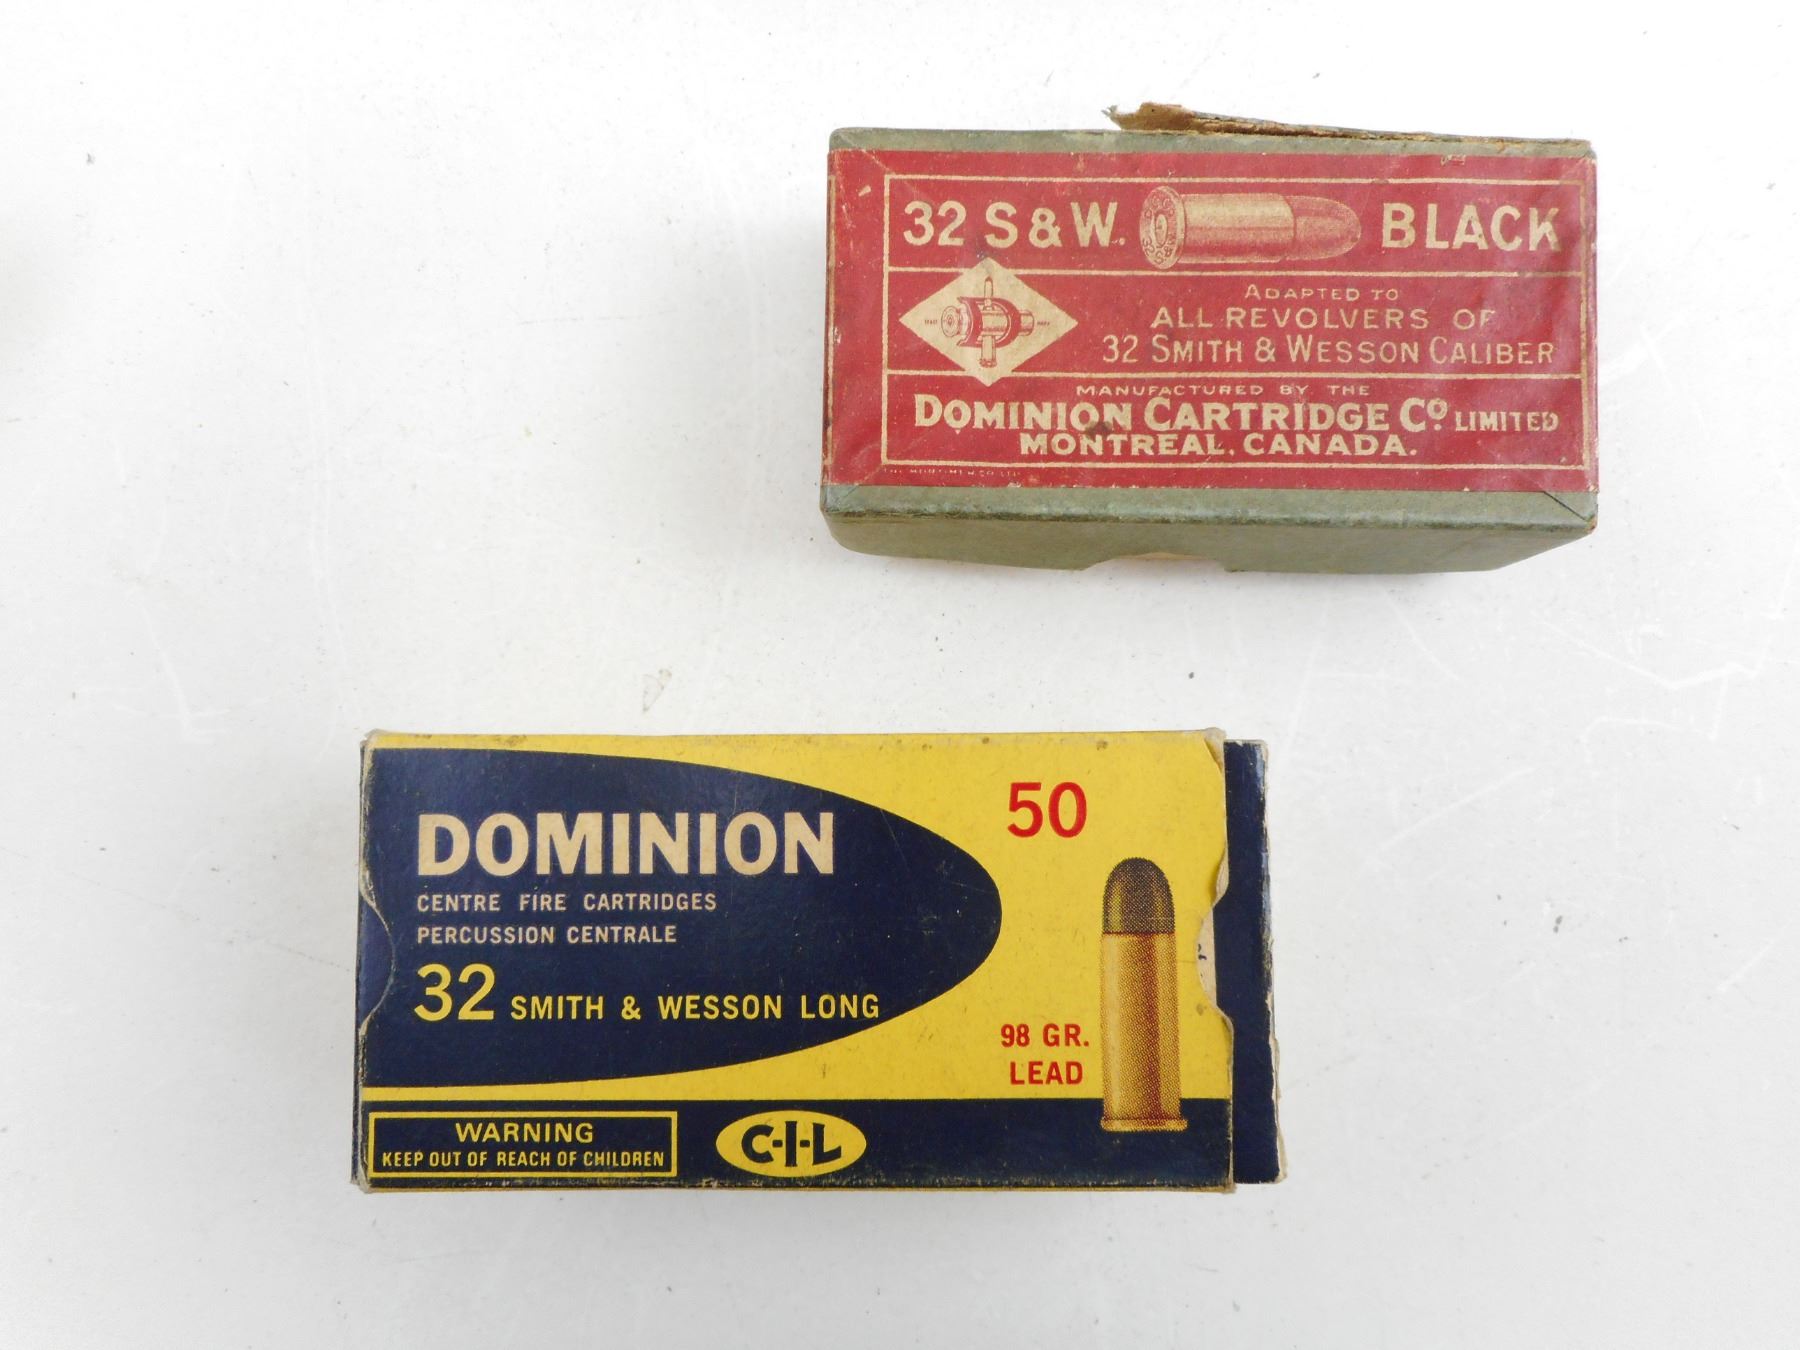 32 S & W. BLACK
ADAPTED TO
ALL REVOLVERS OF
32 SMITH & WESSON CALIBER
MANUFACTURED BY THE
DOMINION CARTRIDGE Co. LIMITED
MONTREAL. CANADA.
DOMINION
CENTRE FIRE CARTRIDGES
PERCUSSION CENTRALE
32 SMITH & WESSON LONG
50
98 GR.
LEAD
WARNING
KEEP OUT OF REACH OF CHILDREN
C-I-L